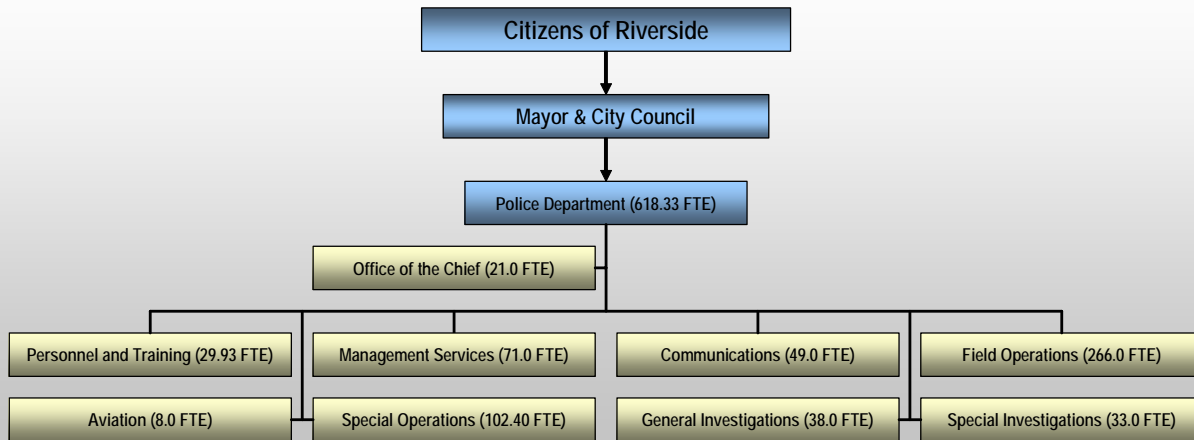 Citizens of Riverside
Mayor & City Council
Police Department (618.33 FTE)
Office of the Chief (21.0 FTE)
Personnel and Training (29.93 FTE)
Management Services (71.0 FTE)
Communications (49.0 FTE)
Field Operations (266.0 FTE)
Aviation (8.0 FTE)
Special Operations (102.40 FTE)
General Investigations (38.0 FTE)
Special Investigations (33.0 FTE)